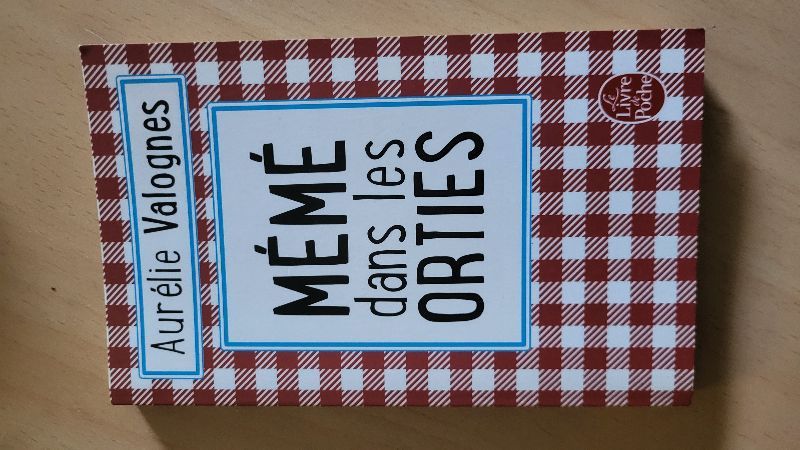 Aurélie Valognes
MÉMÉ
dans les
ORTIES
Le
Livre
de
Poche